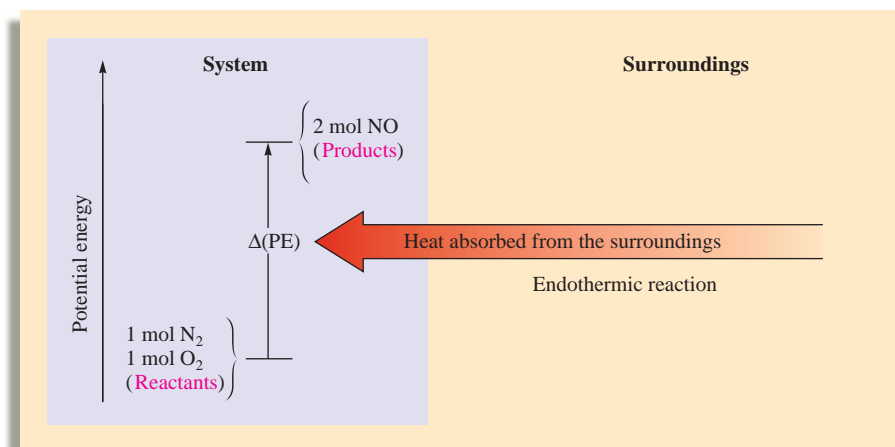 System
Surroundings
2 mol NO
(Products)
Potential energy
Δ(PE)
Heat absorbed from the surroundings
Endothermic reaction
1 mol N₂
1 mol O₂
(Reactants)